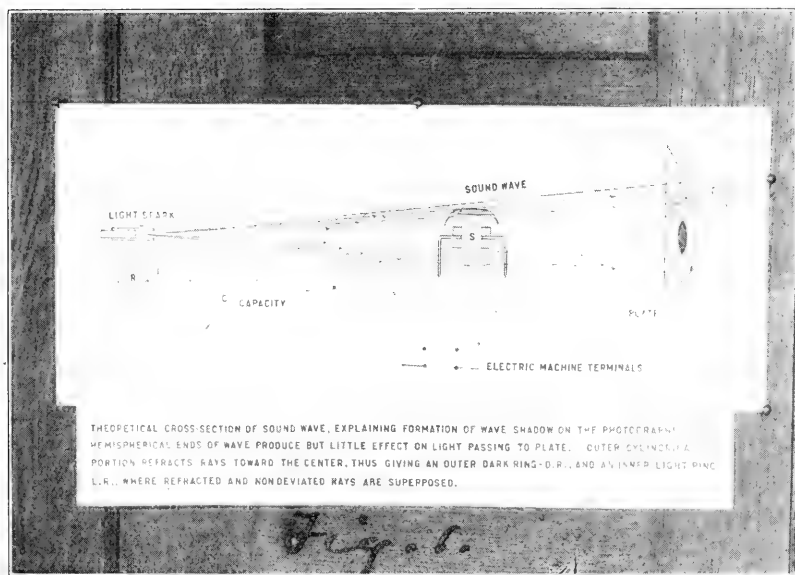 SOUND WAVE
LIGHT SPARK
S
R
C CAPACITY
PLATE
ELECTRIC MACHINE TERMINALS
THEORETICAL CROSS-SECTION OF SOUND WAVE, EXPLAINING FORMATION OF WAVE SHADOW ON THE
HEMISPHERICAL ENDS OF WAVE PRODUCE BUT LITTLE EFFECT ON LIGHT PASSING TO PLATE. OUTER
PORTION REFRACTS RAYS TOWARD THE CENTER, THUS GIVING AN OUTER DARK RING-D.R., AND AN INNER LIGHT RING
L.R., WHERE REFRACTED AND NONDEVIATED RAYS ARE SUPERPOSED.
Fig.